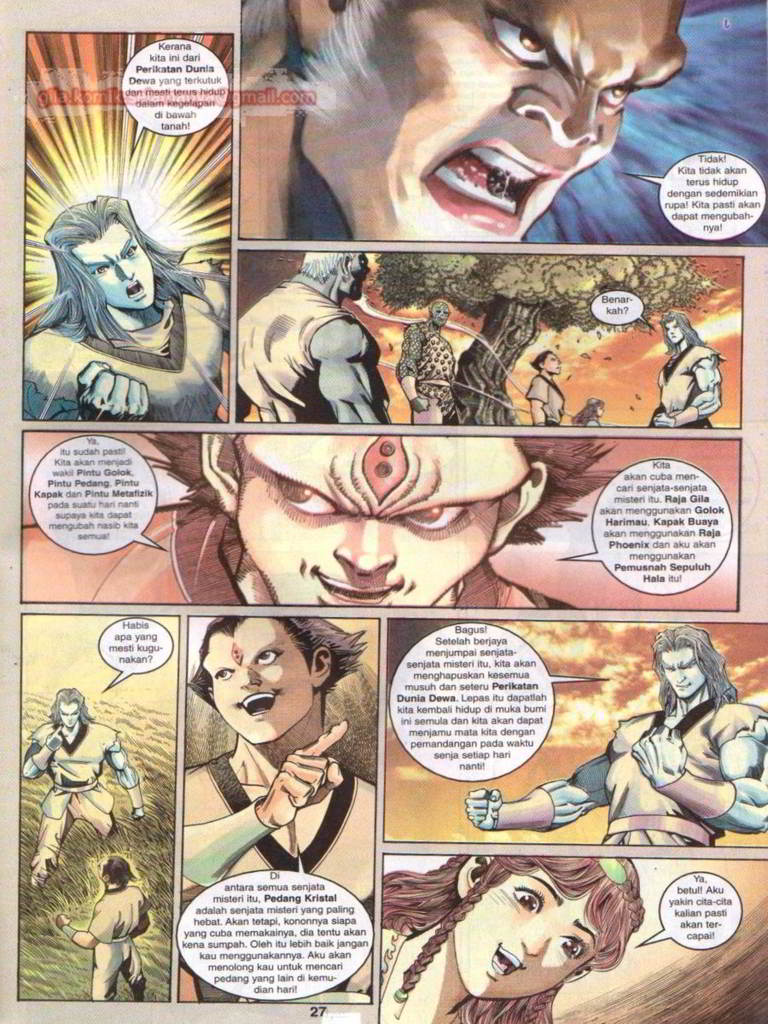 Kerana
kita ini dari
Perikatan Dunia
Dewa yang terkutuk
dan mesti terus hidup
dalam kegelapan
di bawah
tanah!
Tidak!
Kita tidak akan
terus hidup
dengan sedemikian
rupa! Kita pasti akan
dapat mengubah-
nya!
Benar-
kah?
Ya,
itu sudah pasti!
Kita akan menjadi
wakil Pintu Golok,
Pintu Pedang, Pintu
Kapak dan Pintu Metafizik
pada suatu hari nanti
supaya kita dapat
mengubah nasib kita
semua!
Kita
akan cuba men-
cari senjata-senjata
misteri itu. Raja Gila
akan menggunakan Golok
Harimau, Kapak Buaya
akan menggunakan Raja
Phoenix dan aku akan
menggunakan
Pemusnah Sepuluh
Hala itu!
Habis
apa yang
mesti kugu-
nakan?
Di
antara semua senjata
misteri itu, Pedang Kristal
adalah senjata misteri yang paling
hebat. Akan tetapi, kononnya siapa
yang cuba memakainya, dia tentu akan
kena sumpah. Oleh itu lebih baik jangan
kau menggunakannya. Aku akan
menolong kau untuk mencari
pedang yang lain di kemu-
dian hari!
Bagus!
Setelah berjaya
menjumpai senjata-
senjata misteri itu, kita akan
menghapuskan kesemua
musuh dan seteru Perikatan
Dunia Dewa. Lepas itu dapatlah
kita kembali hidup di muka bumi
ini semula dan kita akan dapat
menjamu mata kita dengan
pemandangan pada waktu
senja setiap hari
nanti!
Ya,
betul! Aku
yakin cita-cita
kalian pasti
akan ter-
capai!
27